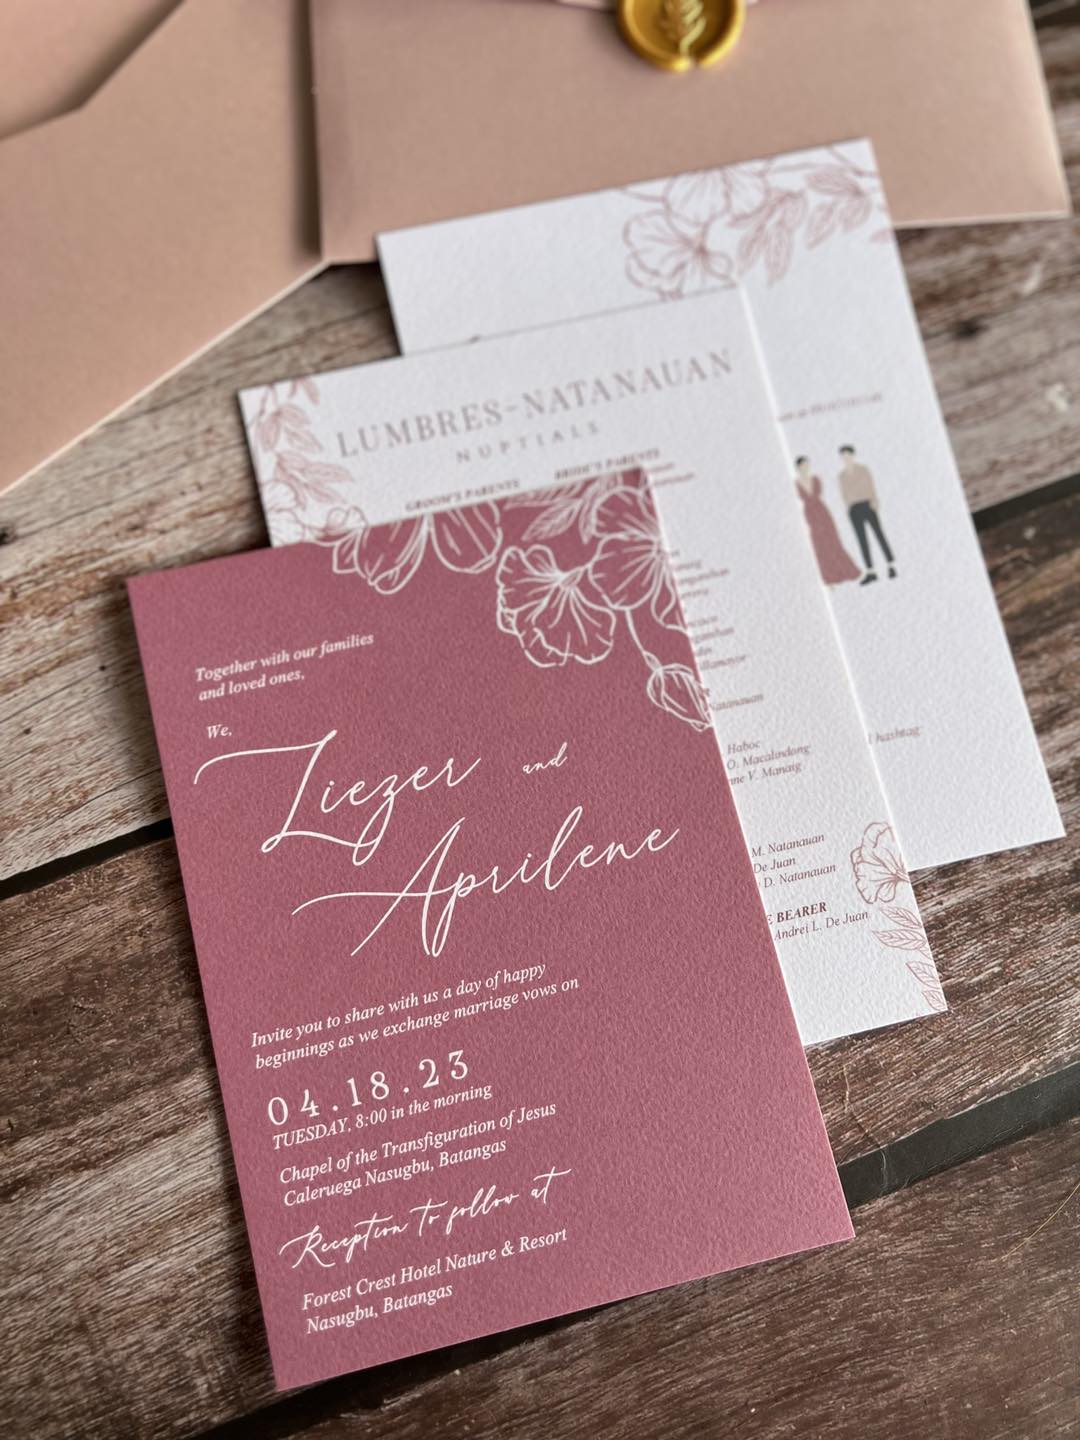 Together with our families
and loved ones,
We,
Liezer and
Aprilene
Invite you to share with us a day of happy
beginnings as we exchange marriage vows on
04.18.23
TUESDAY. 8:00 in the morning
Chapel of the Transfiguration of Jesus
Caleruega Nasugbu, Batangas
Reception to follow at
Forest Crest Hotel Nature & Resort
Nasugbu, Batangas
LUMBRES-NATANAUAN
NUPTIALS
GROOM'S PARENTS BRIDE'S PARENTS
Natanauan
Haboc
O. Macalindong
V. Manaig
M. Natanauan
De Juan
D. Natanauan
BEARER
Andrei L. De Juan
hashtag